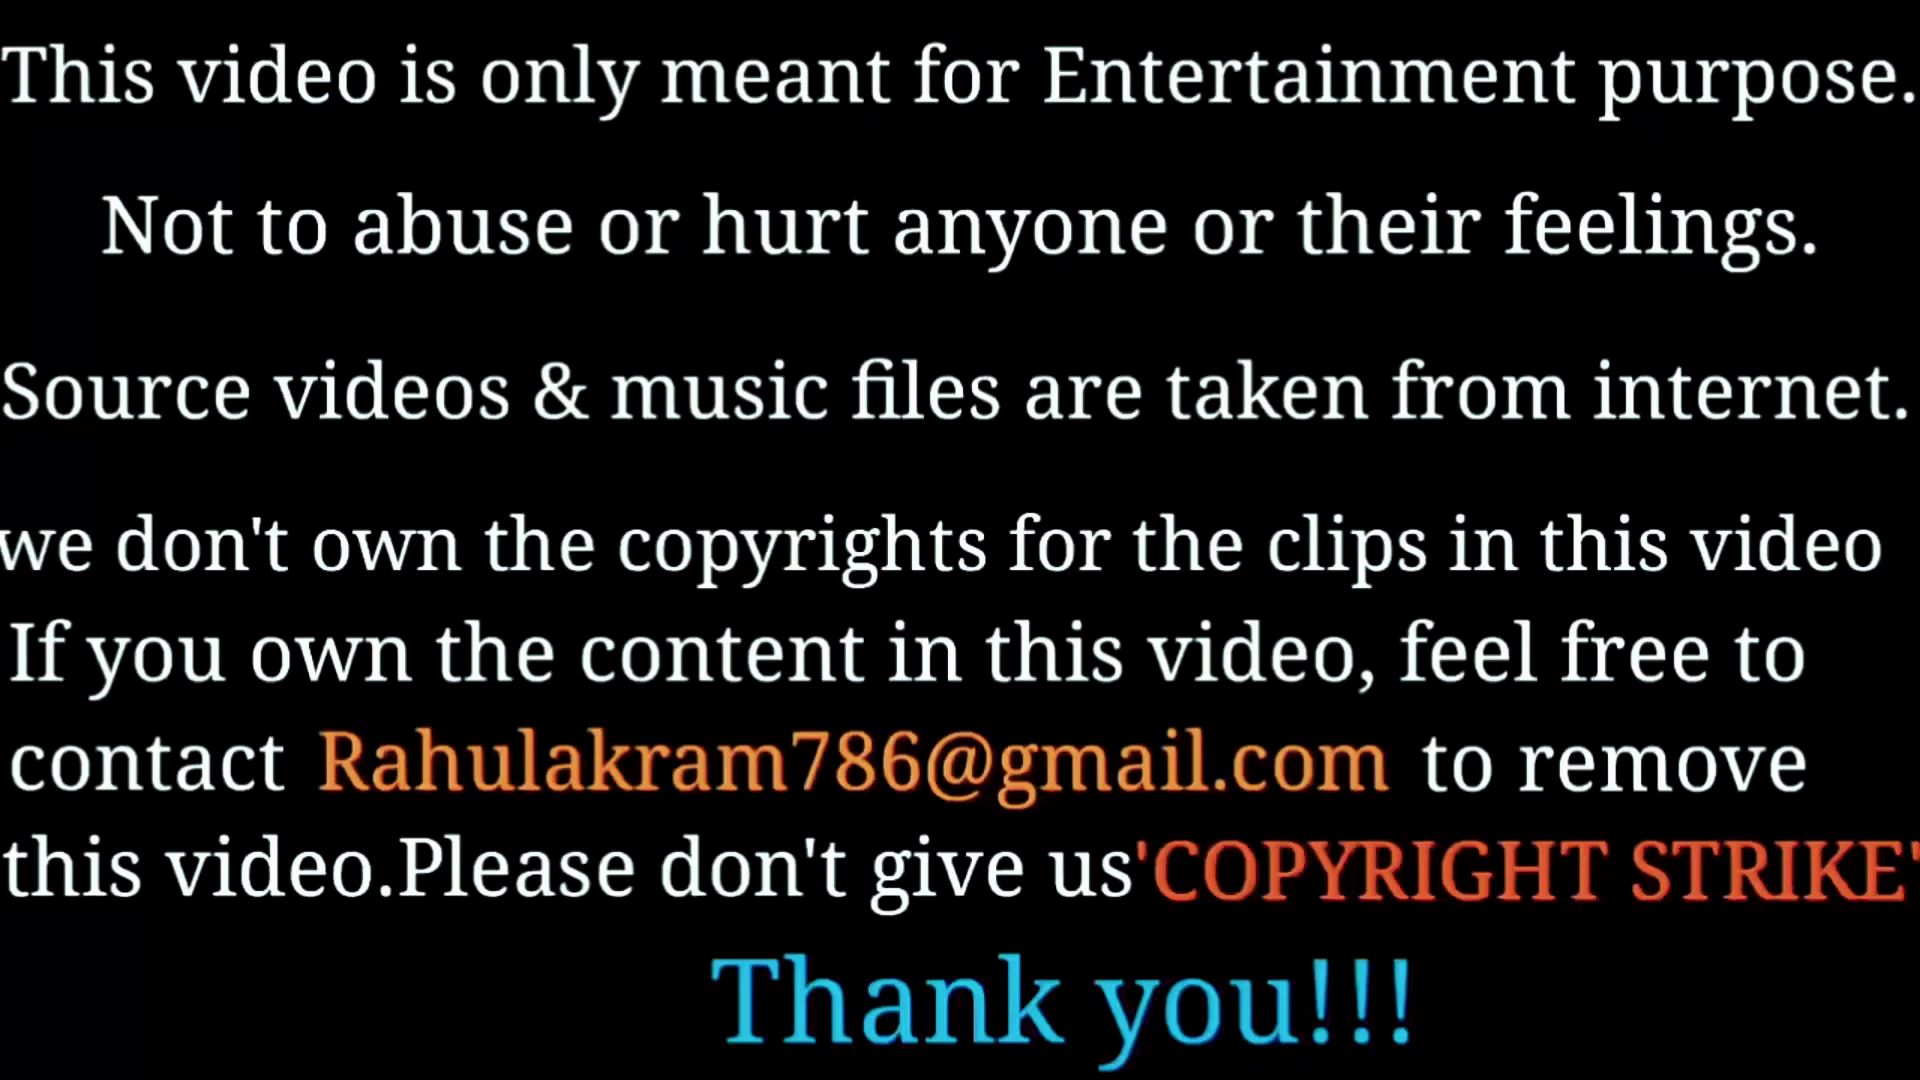 This video is only meant for Entertainment purpose.
Not to abuse or hurt anyone or their feelings.
Source videos & music files are taken from internet.
we don't own the copyrights for the clips in this video
If you own the content in this video, feel free to
contact Rahulakram786@gmail.com to remove
this video.Please don't give us'COPYRIGHT STRIKE'
Thank you!!!